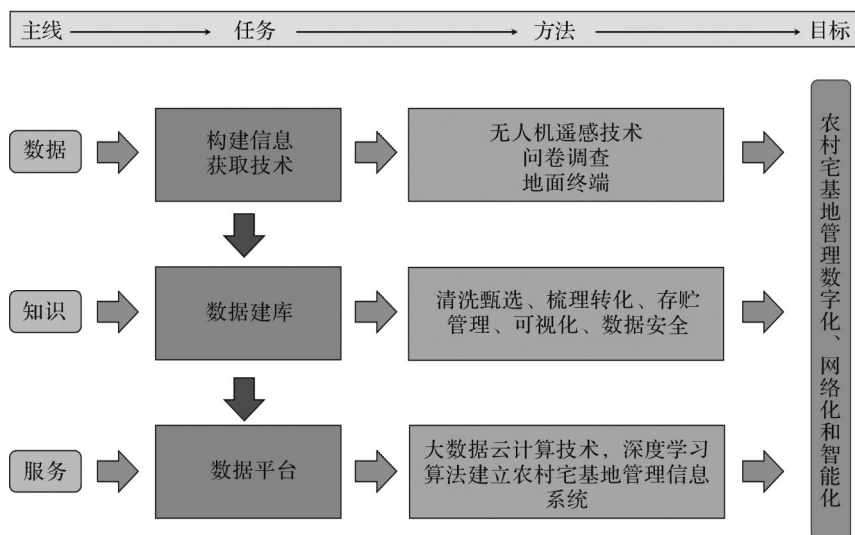 主线 任务 方法 目标
数据
构建信息
获取技术
无人机遥感技术
问卷调查
地面终端
知识
数据建库
清洗甄选、梳理转化、存贮
管理、可视化、数据安全
服务
数据平台
大数据云计算技术，深度学习
算法建立农村宅基地管理信息
系统
农村宅基地管理数字化、网络化和智能化